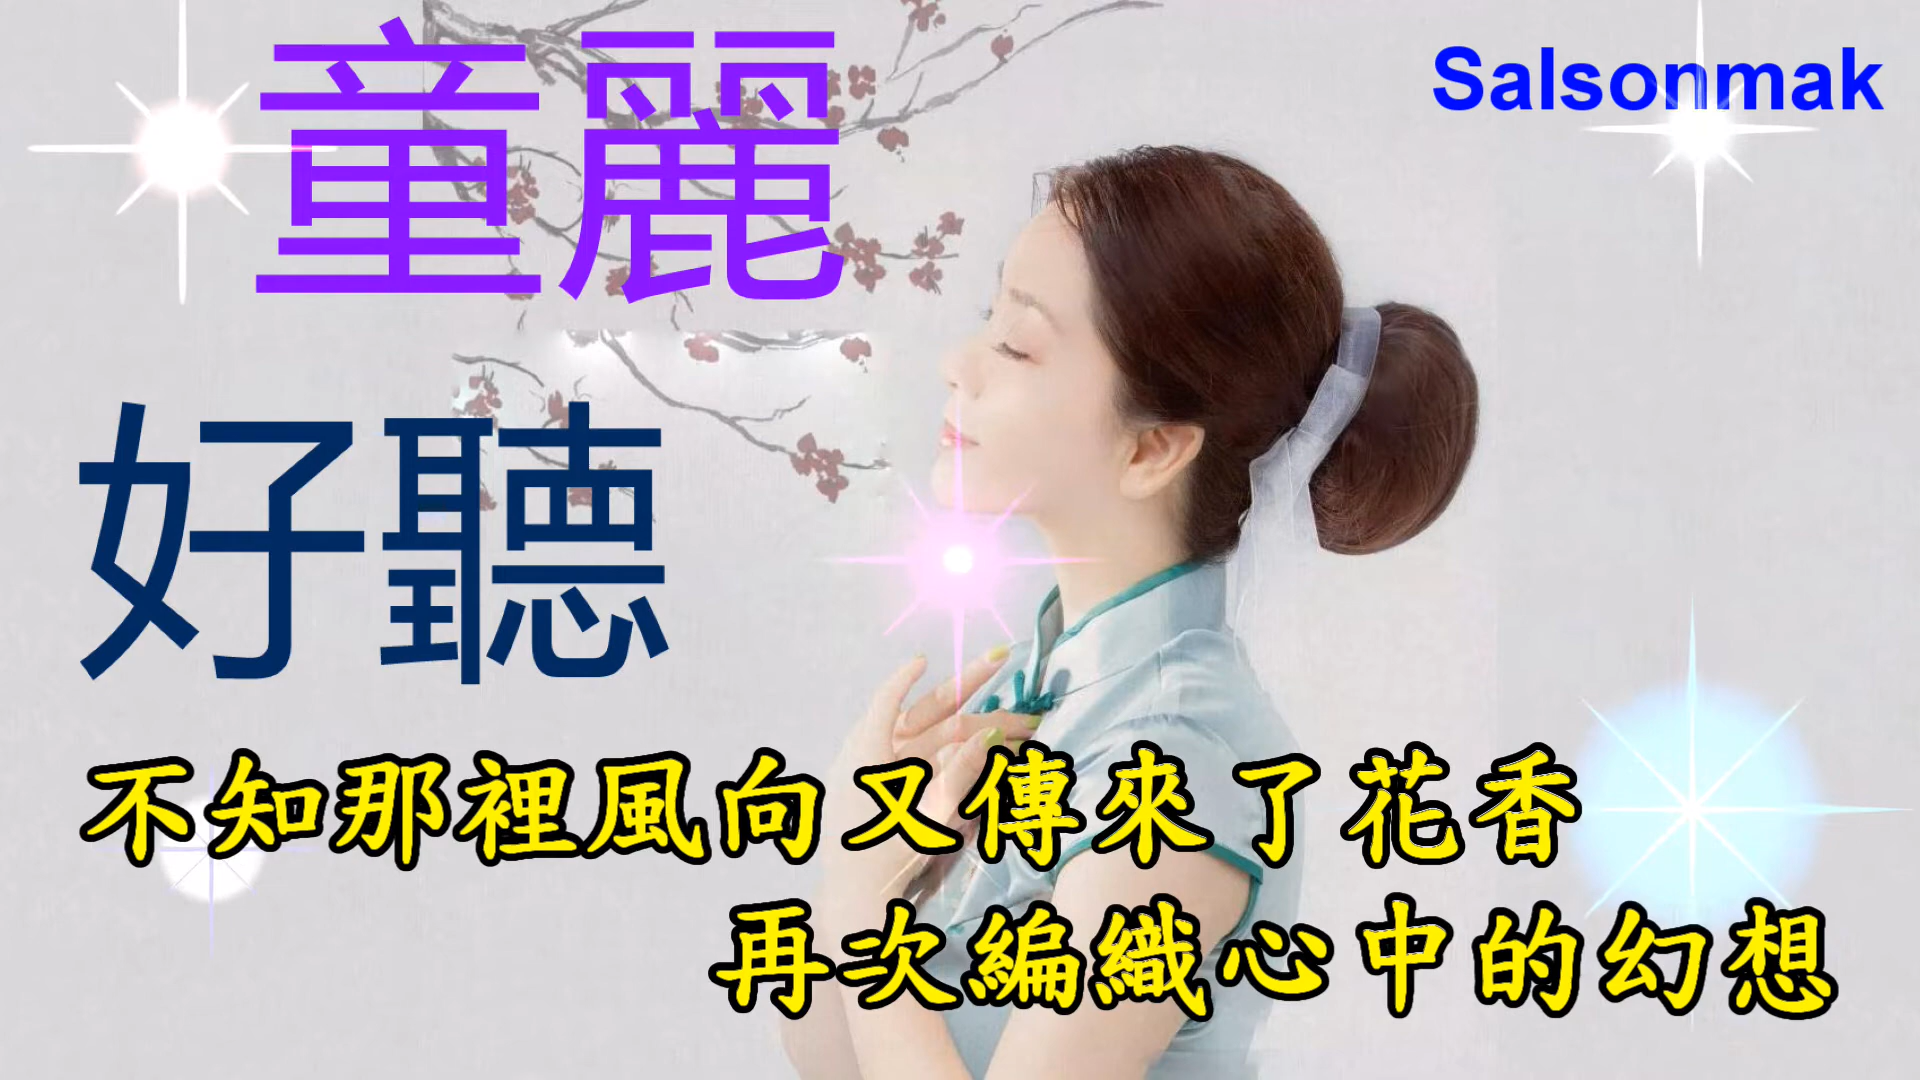 童麗
Salsonmak
好聽
不知那裡風向又傳來了花香
再次編織心中的幻想